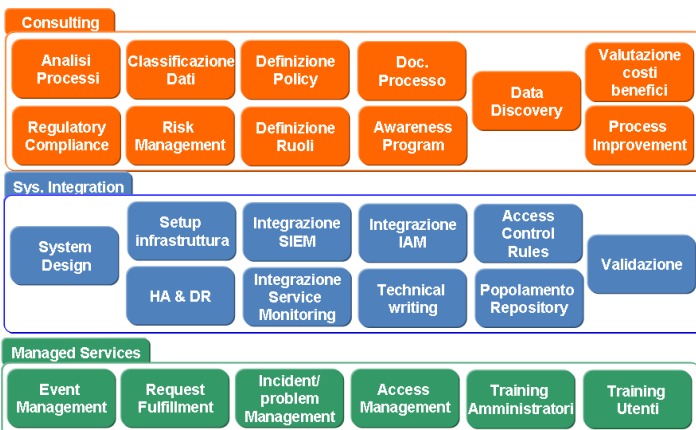 Consulting
Analisi
Processi
Classificazione
Dati
Definizione
Policy
Doc.
Processo
Data
Discovery
Valutazione
costi
benefici
Regulatory
Compliance
Risk
Management
Definizione
Ruoli
Awareness
Program
Process
Improvement
Sys. Integration
System
Design
Setup
infrastruttura
Integrazione
SIEM
Integrazione
IAM
Access
Control
Rules
Validazione
HA & DR
Integrazione
Service
Monitoring
Technical
writing
Popolamento
Repository
Managed Services
Event
Management
Request
Fulfillment
Incident/
problem
Management
Access
Management
Training
Amministratori
Training
Utenti